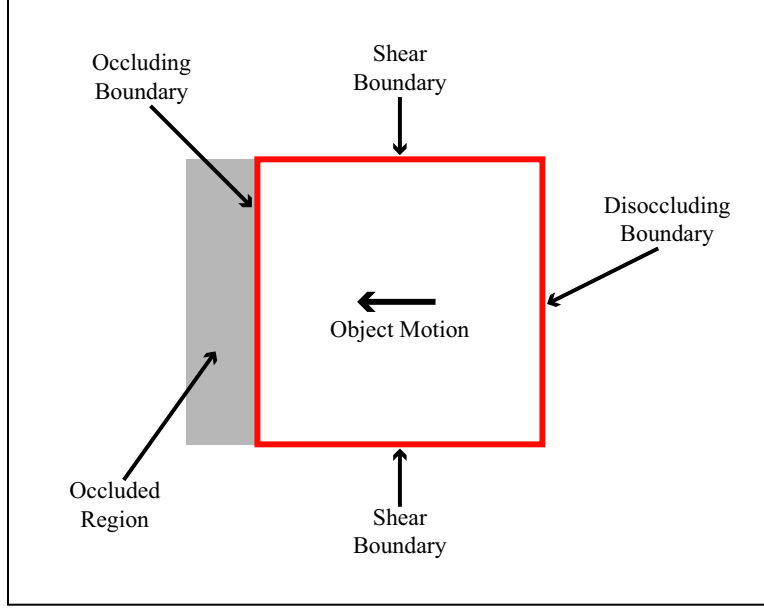 Occluding
Boundary
Shear
Boundary
Disoccluding
Boundary
Object Motion
Occluded
Region
Shear
Boundary